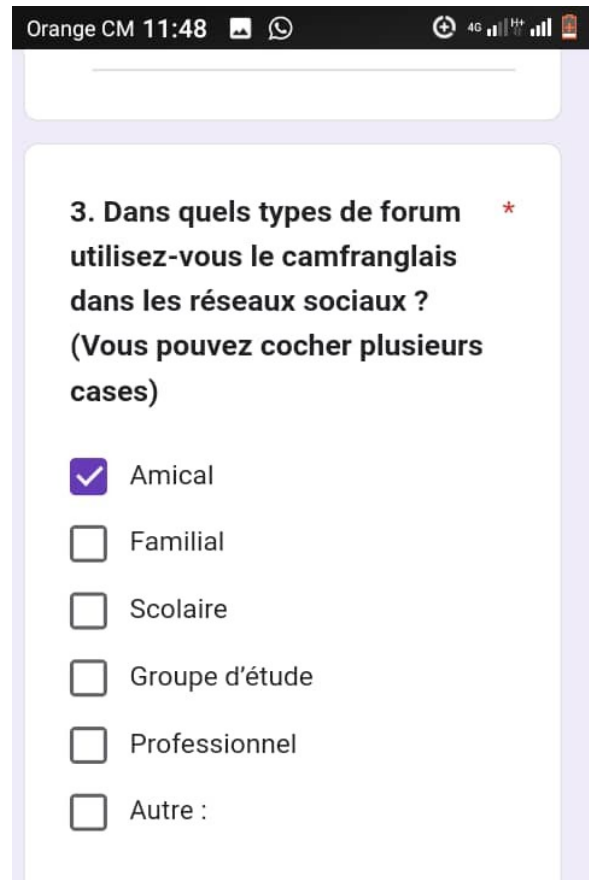 Orange CM 11:48 4G H+
3. Dans quels types de forum *
utilisez-vous le camfranglais
dans les réseaux sociaux ?
(Vous pouvez cocher plusieurs
cases)
Amical
Familial
Scolaire
Groupe d’étude
Professionnel
Autre :